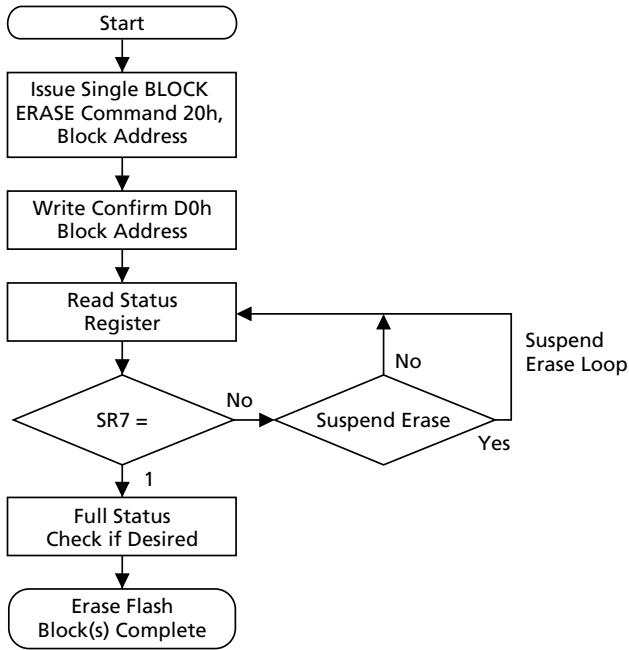 Start
Issue Single BLOCK
ERASE Command 20h,
Block Address
Write Confirm D0h
Block Address
Read Status
Register
No
Suspend
Erase Loop
SR7 =
No
Suspend Erase
Yes
1
Full Status
Check if Desired
Erase Flash
Block(s) Complete